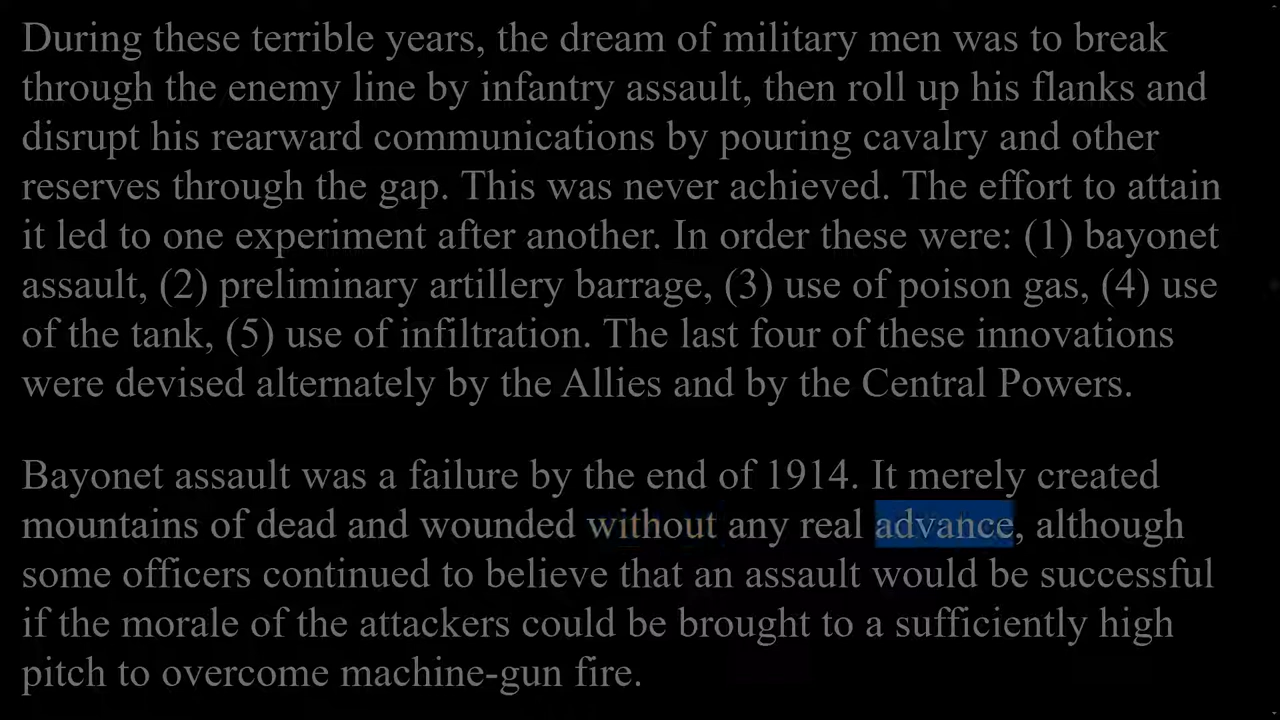 During these terrible years, the dream of military men was to break
through the enemy line by infantry assault, then roll up his flanks and
disrupt his rearward communications by pouring cavalry and other
reserves through the gap. This was never achieved. The effort to attain
it led to one experiment after another. In order these were: (1) bayonet
assault, (2) preliminary artillery barrage, (3) use of poison gas, (4) use
of the tank, (5) use of infiltration. The last four of these innovations
were devised alternately by the Allies and by the Central Powers.
Bayonet assault was a failure by the end of 1914. It merely created
mountains of dead and wounded without any real advance, although
some officers continued to believe that an assault would be successful
if the morale of the attackers could be brought to a sufficiently high
pitch to overcome machine-gun fire.